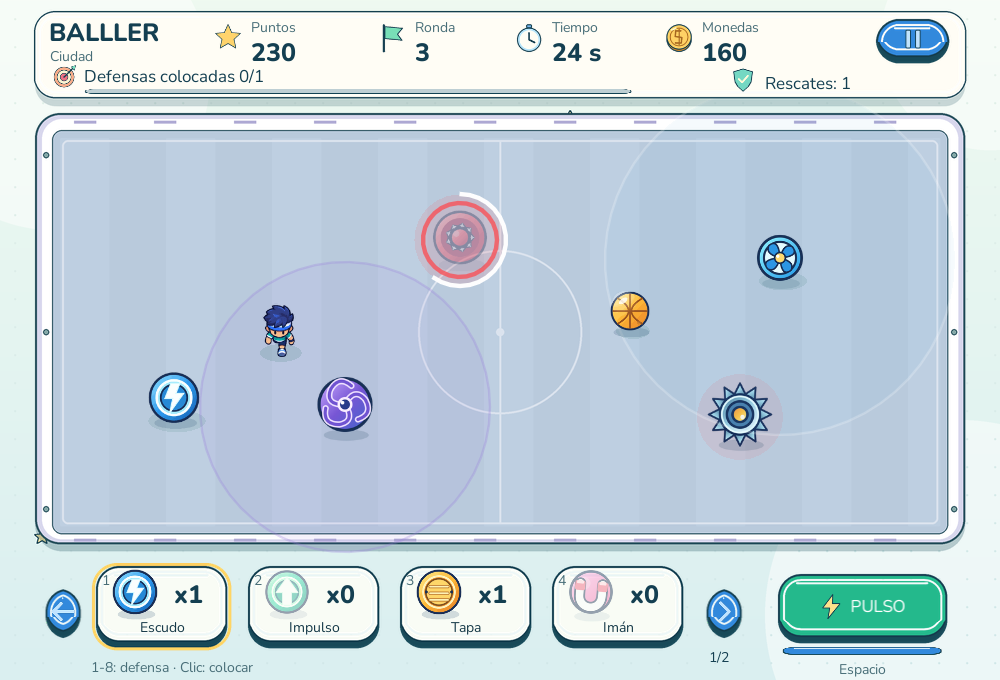 BALLLER
Ciudad
Puntos
230
Ronda
3
Tiempo
24 s
Monedas
160
Defensas colocadas 0/1
Rescates: 1
1
x1
Escudo
2
x0
Impulso
3
x1
Tapa
4
x0
Imán
1/2
PULSO
Espacio
1-8: defensa · Clic: colocar